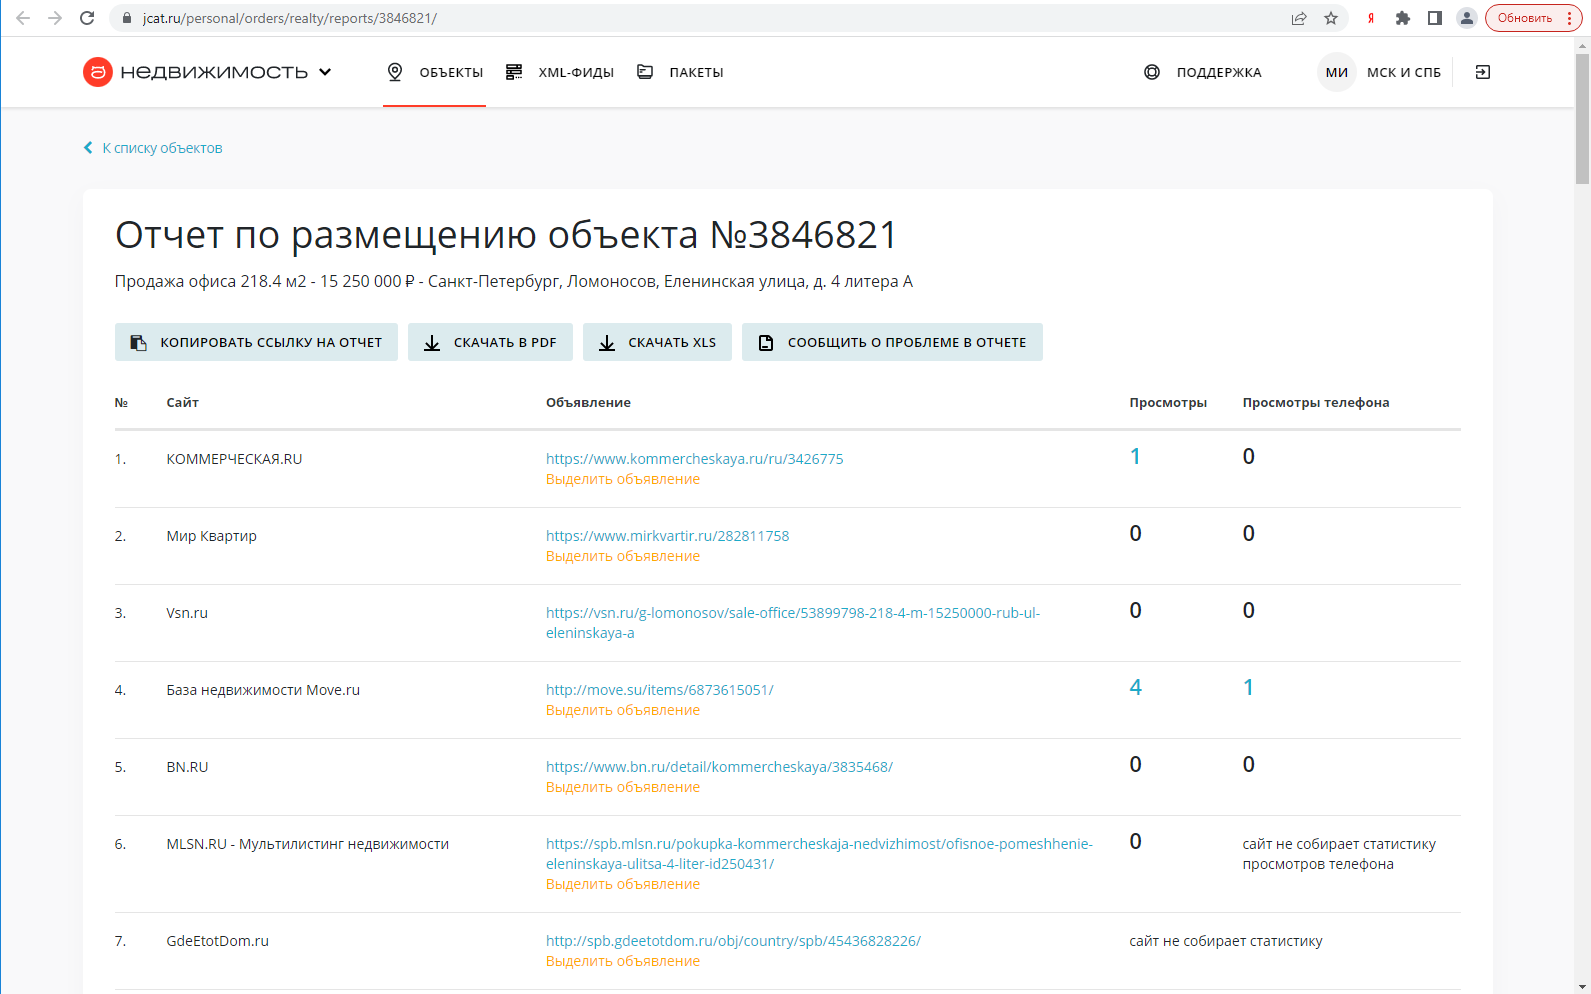 jcat.ru/personal/orders/realty/reports/3846821/
Я
Обновить
НЕДВИЖИМОСТЬ
ОБЪЕКТЫ
XML-ФИДЫ
ПАКЕТЫ
ПОДДЕРЖКА
МИ
МСК И СПБ
К списку объектов
Отчет по размещению объекта №3846821
Продажа офиса 218.4 м2 - 15 250 000 ₽ - Санкт-Петербург, Ломоносов, Еленинская улица, д. 4 литера А
КОПИРОВАТЬ ССЫЛКУ НА ОТЧЕТ
СКАЧАТЬ В PDF
СКАЧАТЬ XLS
СООБЩИТЬ О ПРОБЛЕМЕ В ОТЧЕТЕ
№ Сайт Объявление Просмотры Просмотры телефона
1. КОММЕРЧЕСКАЯ.RU https://www.kommercheskaya.ru/ru/3426775 1 0
Выделить объявление
2. Мир Квартир https://www.mirkvartir.ru/282811758 0 0
Выделить объявление
3. Vsn.ru https://vsn.ru/g-lomonosov/sale-office/53899798-218-4-m-15250000-rub-ul- 0 0
eleninskaya-a
4. База недвижимости Move.ru http://move.su/items/6873615051/ 4 1
Выделить объявление
5. BN.RU https://www.bn.ru/detail/kommercheskaya/3835468/ 0 0
Выделить объявление
6. MLSN.RU - Мультилистинг недвижимости https://spb.mlsn.ru/pokupka-kommercheskaja-nedvizhimost/ofisnoe-pomeshhenie- 0 сайт не собирает статистику
eleninskaya-ulitsa-4-liter-id250431/ просмотров телефона
Выделить объявление
7. GdeEtotDom.ru http://spb.gdeetotdom.ru/obj/country/spb/45436828226/ сайт не собирает статистику
Выделить объявление